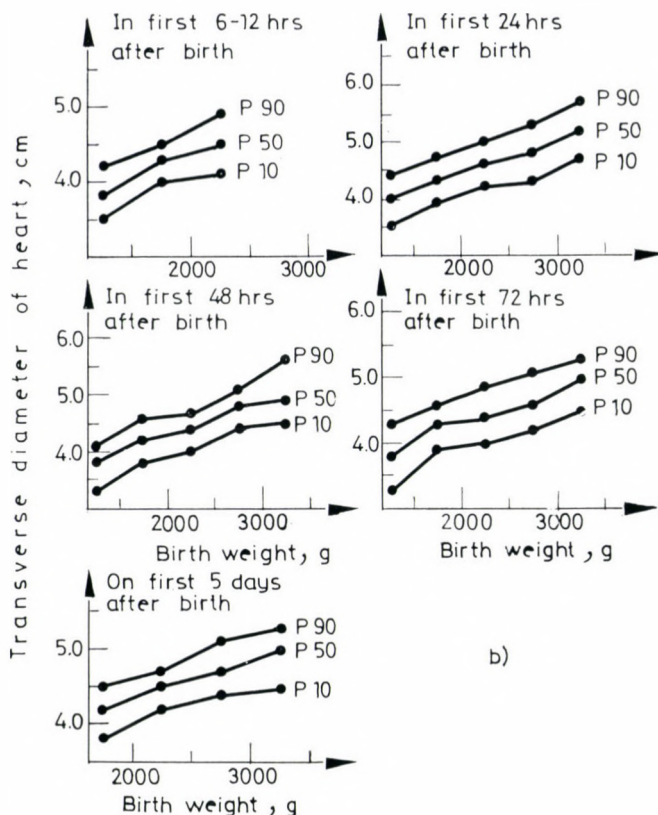 Transverse diameter of heart, cm
In first 6-12 hrs
after birth
5.0
4.0
P 90
P 50
P 10
2000 3000
In first 24 hrs
after birth
6.0
5.0
4.0
P 90
P 50
P 10
2000 3000
In first 48 hrs
after birth
6.0
5.0
4.0
P 90
P 50
P 10
2000 3000
Birth weight, g
In first 72 hrs
after birth
6.0
5.0
4.0
P 90
P 50
P 10
2000 3000
Birth weight, g
On first 5 days
after birth
5.0
4.0
P 90
P 50
P 10
2000 3000
Birth weight, g
b)